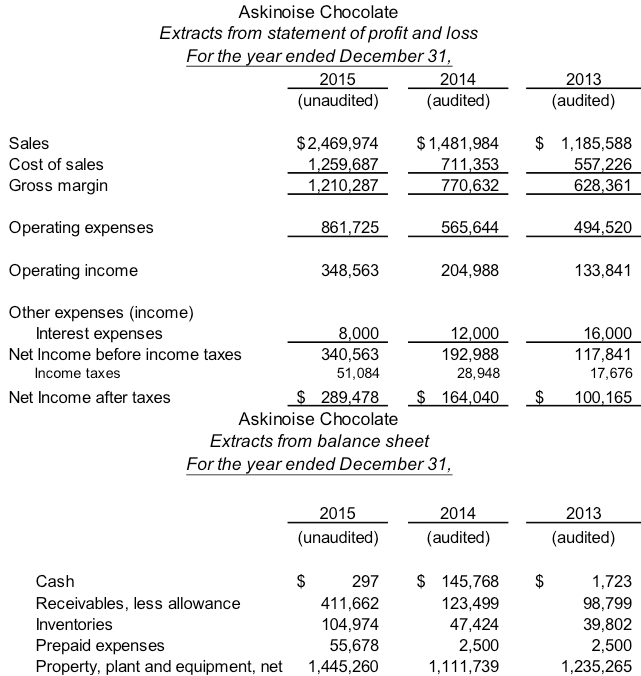 Askinoise Chocolate
Extracts from statement of profit and loss
For the year ended December 31,
2015 2014 2013
(unaudited) (audited) (audited)
Sales $2,469,974 $1,481,984 $ 1,185,588
Cost of sales 1,259,687 711,353 557,226
Gross margin 1,210,287 770,632 628,361
Operating expenses 861,725 565,644 494,520
Operating income 348,563 204,988 133,841
Other expenses (income)
Interest expenses 8,000 12,000 16,000
Net Income before income taxes 340,563 192,988 117,841
Income taxes 51,084 28,948 17,676
Net Income after taxes $ 289,478 $ 164,040 $ 100,165
Askinoise Chocolate
Extracts from balance sheet
For the year ended December 31,
2015 2014 2013
(unaudited) (audited) (audited)
Cash $ 297 $ 145,768 $ 1,723
Receivables, less allowance 411,662 123,499 98,799
Inventories 104,974 47,424 39,802
Prepaid expenses 55,678 2,500 2,500
Property, plant and equipment, net 1,445,260 1,111,739 1,235,265